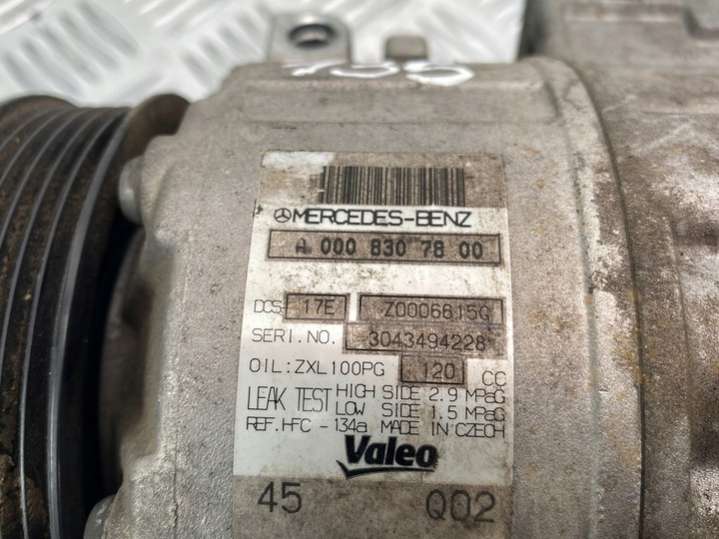 MERCEDES-BENZ
A 000 830 78 00
DCS 17E Z0006615G
SERI.NO. 3043494228
OIL:ZXL100PG 120 CC
LEAK TEST HIGH SIDE 2.9 MPaG
LOW SIDE 1.5 MPaG
REF.HFC - 134a MADE IN CZECH
Valeo
45 Q02